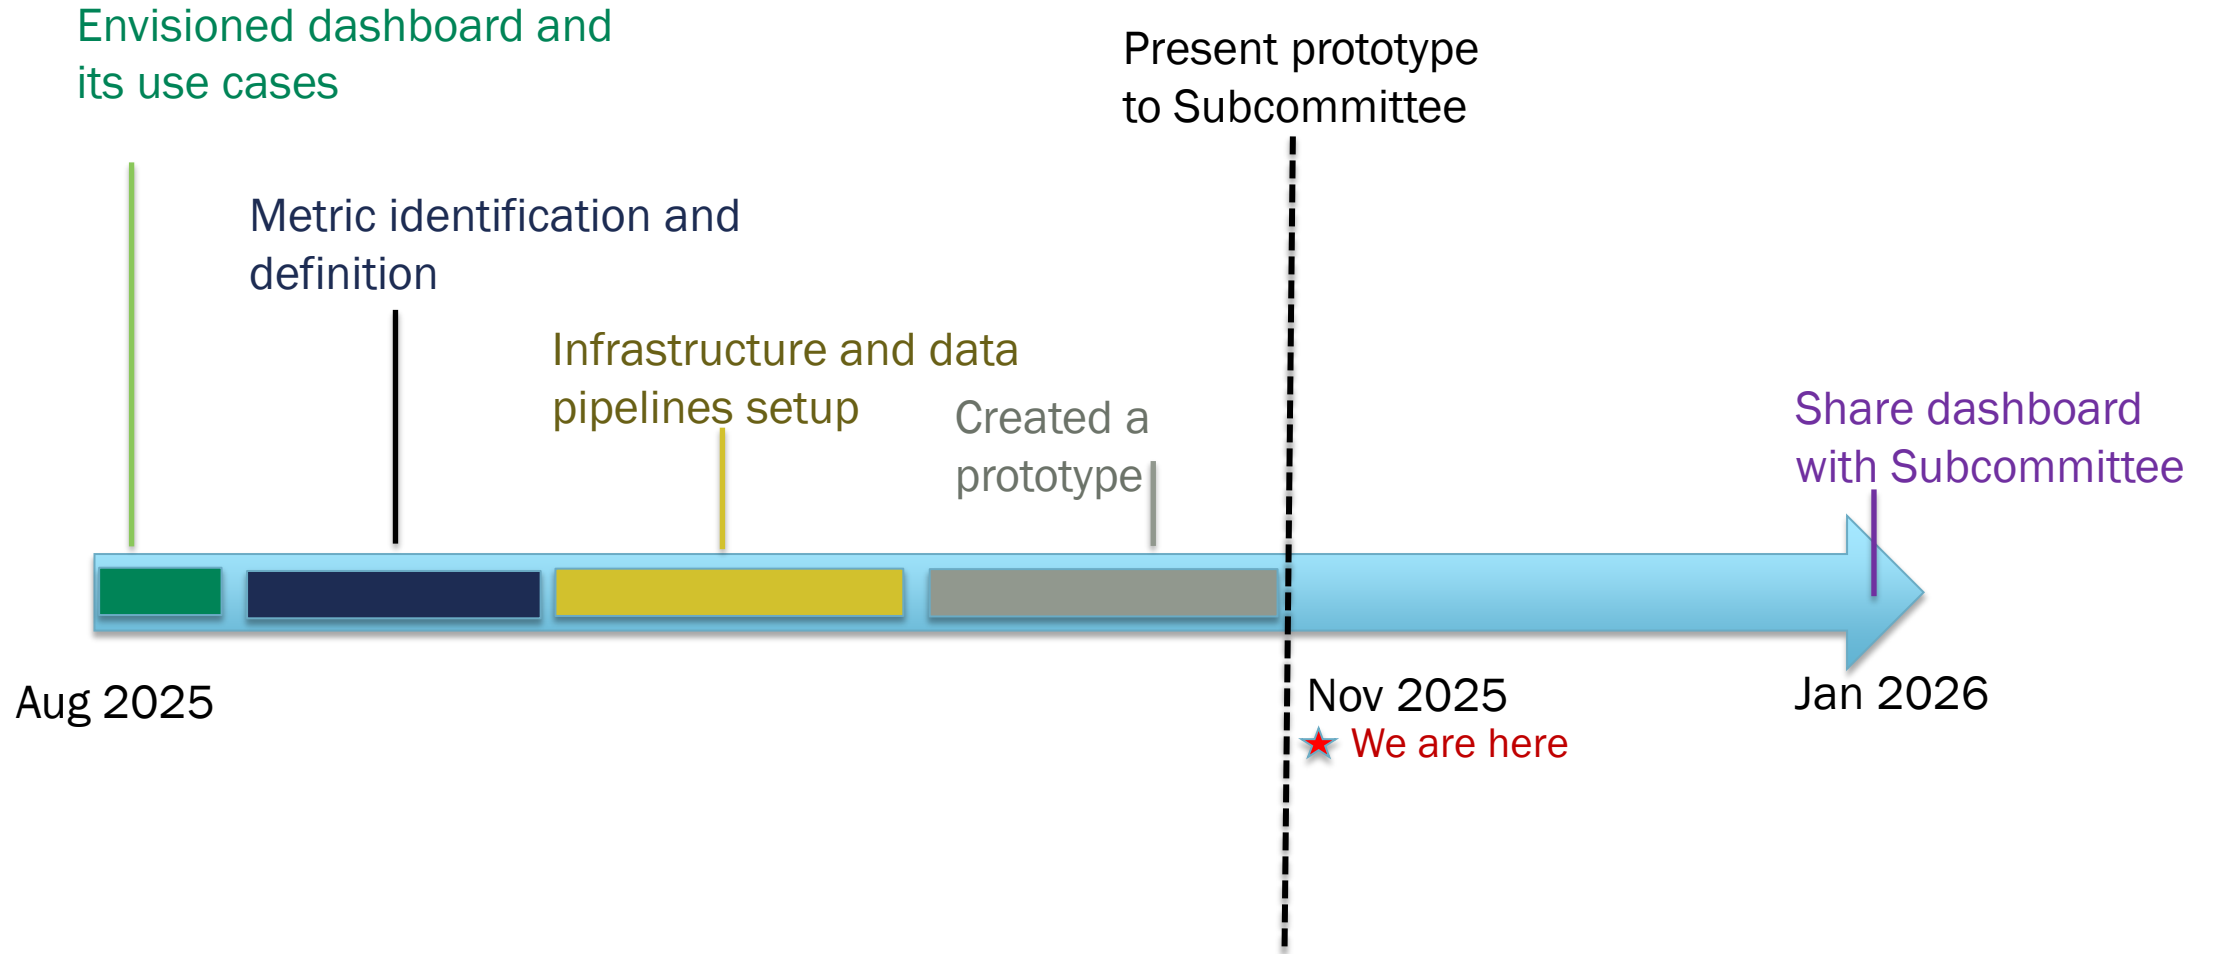 Envisioned dashboard and
its use cases
Present prototype
to Subcommittee
Metric identification and
definition
Infrastructure and data
pipelines setup
Created a
prototype
Share dashboard
with Subcommittee
Aug 2025
Nov 2025
We are here
Jan 2026